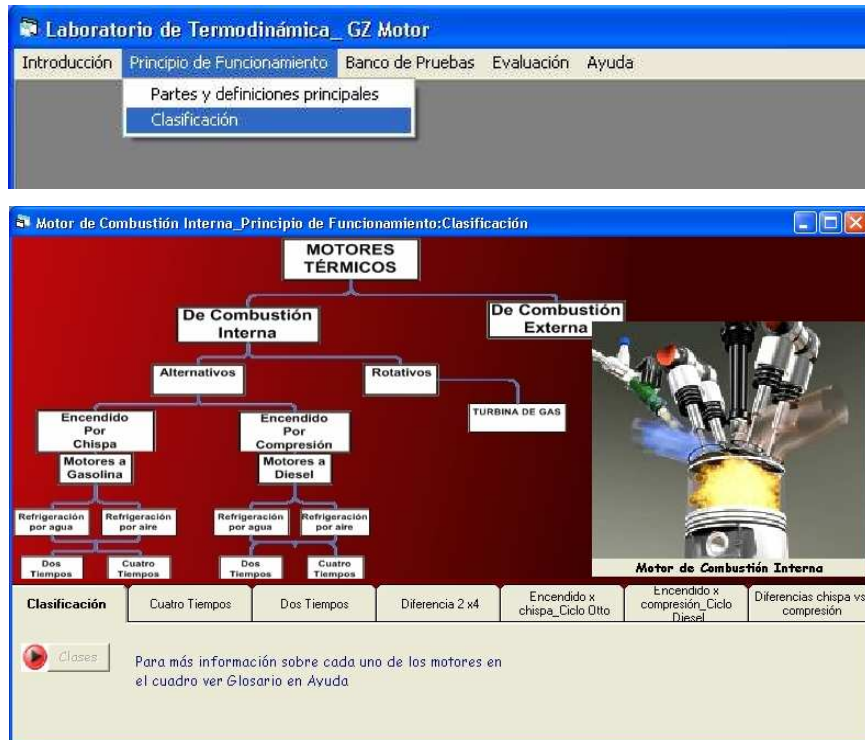 Laboratorio de Termodinámica_ GZ Motor
Introducción Principio de Funcionamiento Banco de Pruebas Evaluación Ayuda
Partes y definiciones principales
Clasificación
Motor de Combustión Interna_Principio de Funcionamiento:Clasificación
MOTORES
TÉRMICOS
De Combustión
Interna
De Combustión
Externa
Alternativos
Rotativos
TURBINA DE GAS
Encendido
Por
Chispa
Encendido
Por
Compresión
Motores a
Gasolina
Motores a
Diesel
Refrigeración
por agua
Refrigeración
por aire
Refrigeración
por agua
Refrigeración
por aire
Dos
Tiempos
Cuatro
Tiempos
Dos
Tiempos
Cuatro
Tiempos
Motor de Combustión Interna
Clasificación
Cuatro Tiempos
Dos Tiempos
Diferencia 2 x4
Encendido x
chispa_Ciclo Otto
Encendido x
compresión_Ciclo
Diesel
Diferencias chispa vs
compresión
Clases
Para más información sobre cada uno de los motores en
el cuadro ver Glosario en Ayuda